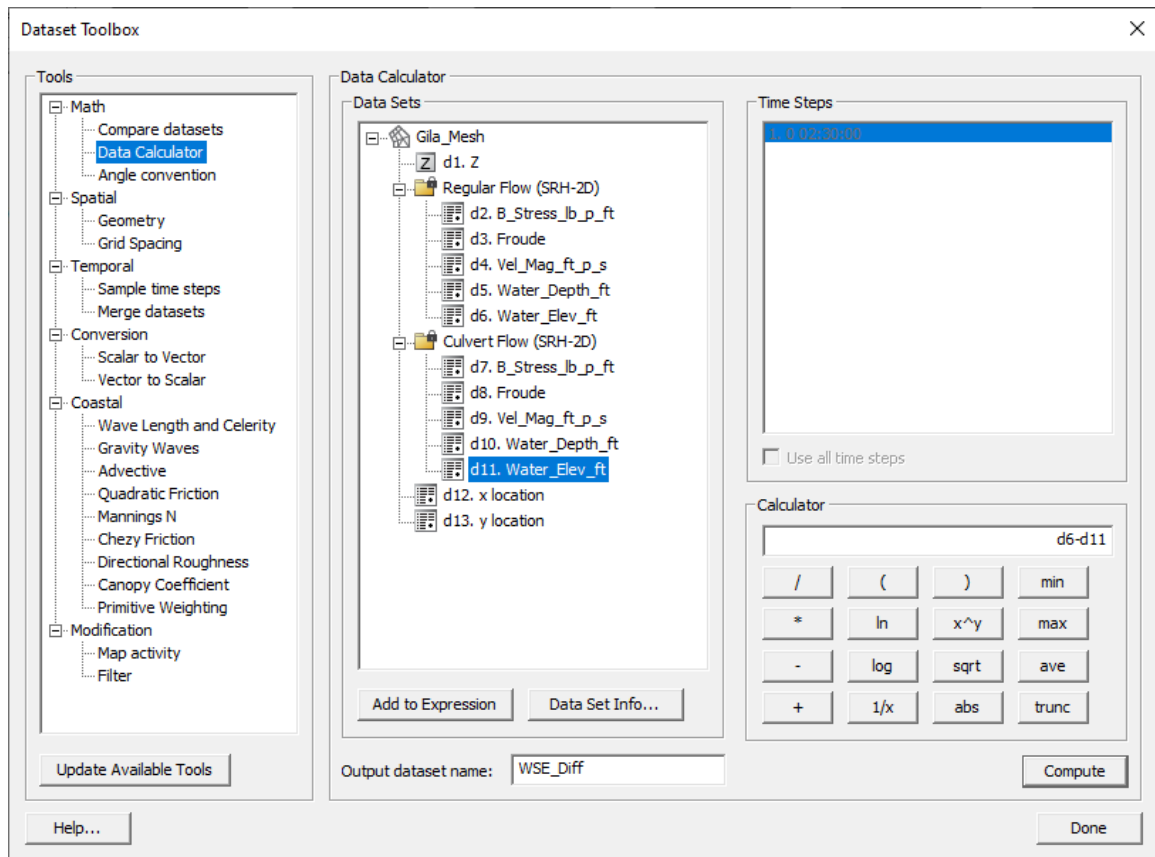 Dataset Toolbox
Tools
Math
Compare datasets
Data Calculator
Angle convention
Spatial
Geometry
Grid Spacing
Temporal
Sample time steps
Merge datasets
Conversion
Scalar to Vector
Vector to Scalar
Coastal
Wave Length and Celerity
Gravity Waves
Advective
Quadratic Friction
Mannings N
Chezy Friction
Directional Roughness
Canopy Coefficient
Primitive Weighting
Modification
Map activity
Filter
Update Available Tools
Help...
Data Calculator
Data Sets
Gila_Mesh
Z d1. Z
Regular Flow (SRH-2D)
d2. B_Stress_lb_p_ft
d3. Froude
d4. Vel_Mag_ft_p_s
d5. Water_Depth_ft
d6. Water_Elev_ft
Culvert Flow (SRH-2D)
d7. B_Stress_lb_p_ft
d8. Froude
d9. Vel_Mag_ft_p_s
d10. Water_Depth_ft
d11. Water_Elev_ft
d12. x location
d13. y location
Add to Expression Data Set Info...
Output dataset name: WSE_Diff
Time Steps
1. 0 02:30:00
Use all time steps
Calculator
d6-d11
/ ( ) min
* ln x^y max
- log sqrt ave
+ 1/x abs trunc
Compute
Done